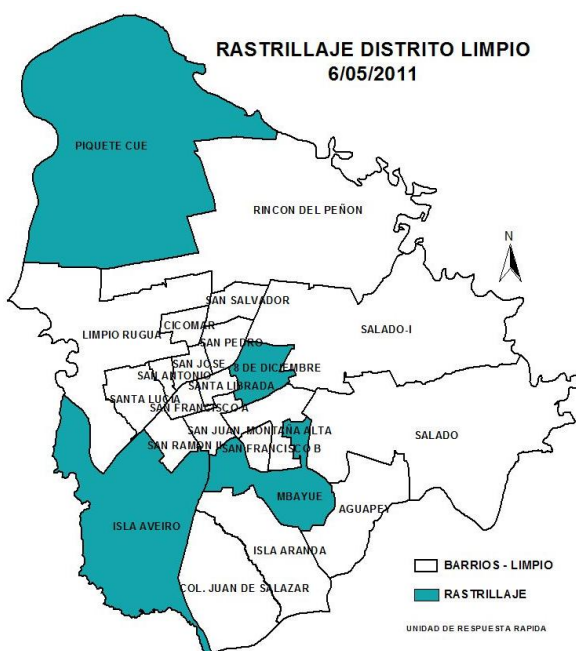 RASTRILLAJE DISTRITO LIMPIO
6/05/2011
PIQUETE CUE
RINCON DEL PEÑON
N
SAN SALVADOR
CICOMAR
LIMPIO RUGUA
SALADO-I
SAN PEDRO
SAN JOSE
8 DE DICIEMBRE
SAN ANTONIO
SANTA LIBRADA
SANTA LUCIA
SAN FRANCISCO A
SAN JUAN
MONTAÑA ALTA
SALADO
SAN RAMON II
SAN FRANCISCO B
MBAYUE
AGUAPEY
ISLA AVEIRO
ISLA ARANDA
BARRIOS - LIMPIO
COL. JUAN DE SALAZAR
RASTRILLAJE
UNIDAD DE RESPUESTA RAPIDA